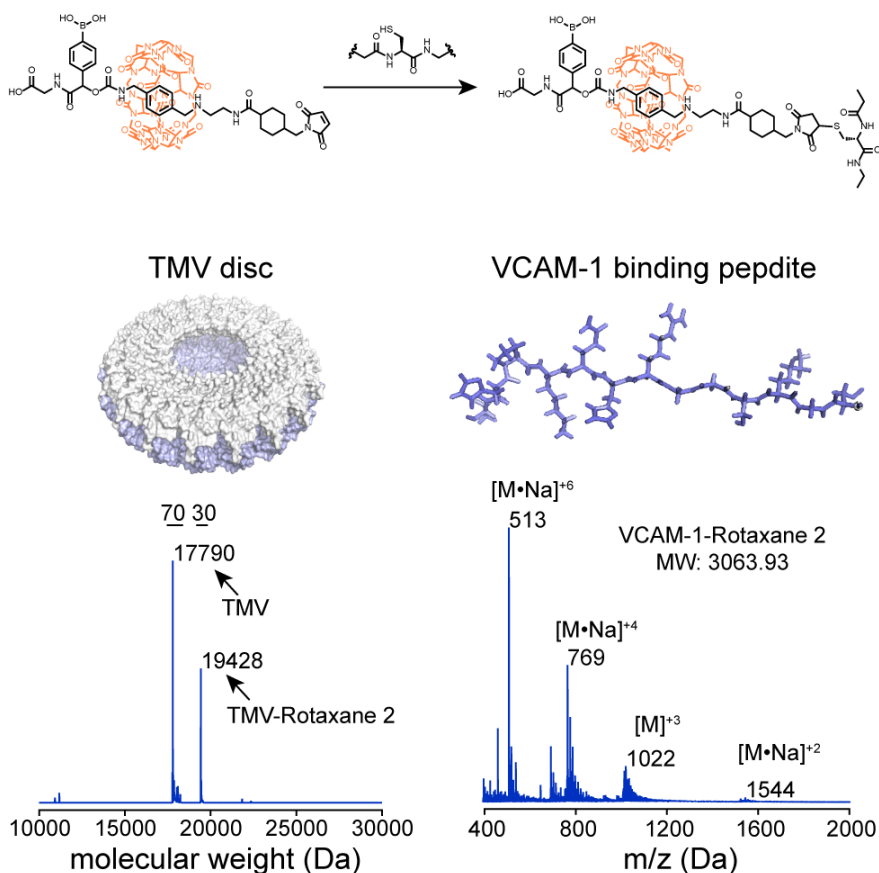 TMV disc
VCAM-1 binding pepdite
70 30
17790
TMV
19428
TMV-Rotaxane 2
10000 15000 20000 25000 30000
molecular weight (Da)
[M•Na]+6
513
VCAM-1-Rotaxane 2
MW: 3063.93
[M•Na]+4
769
[M]+3
1022
[M•Na]+2
1544
400 800 1200 1600 2000
m/z (Da)